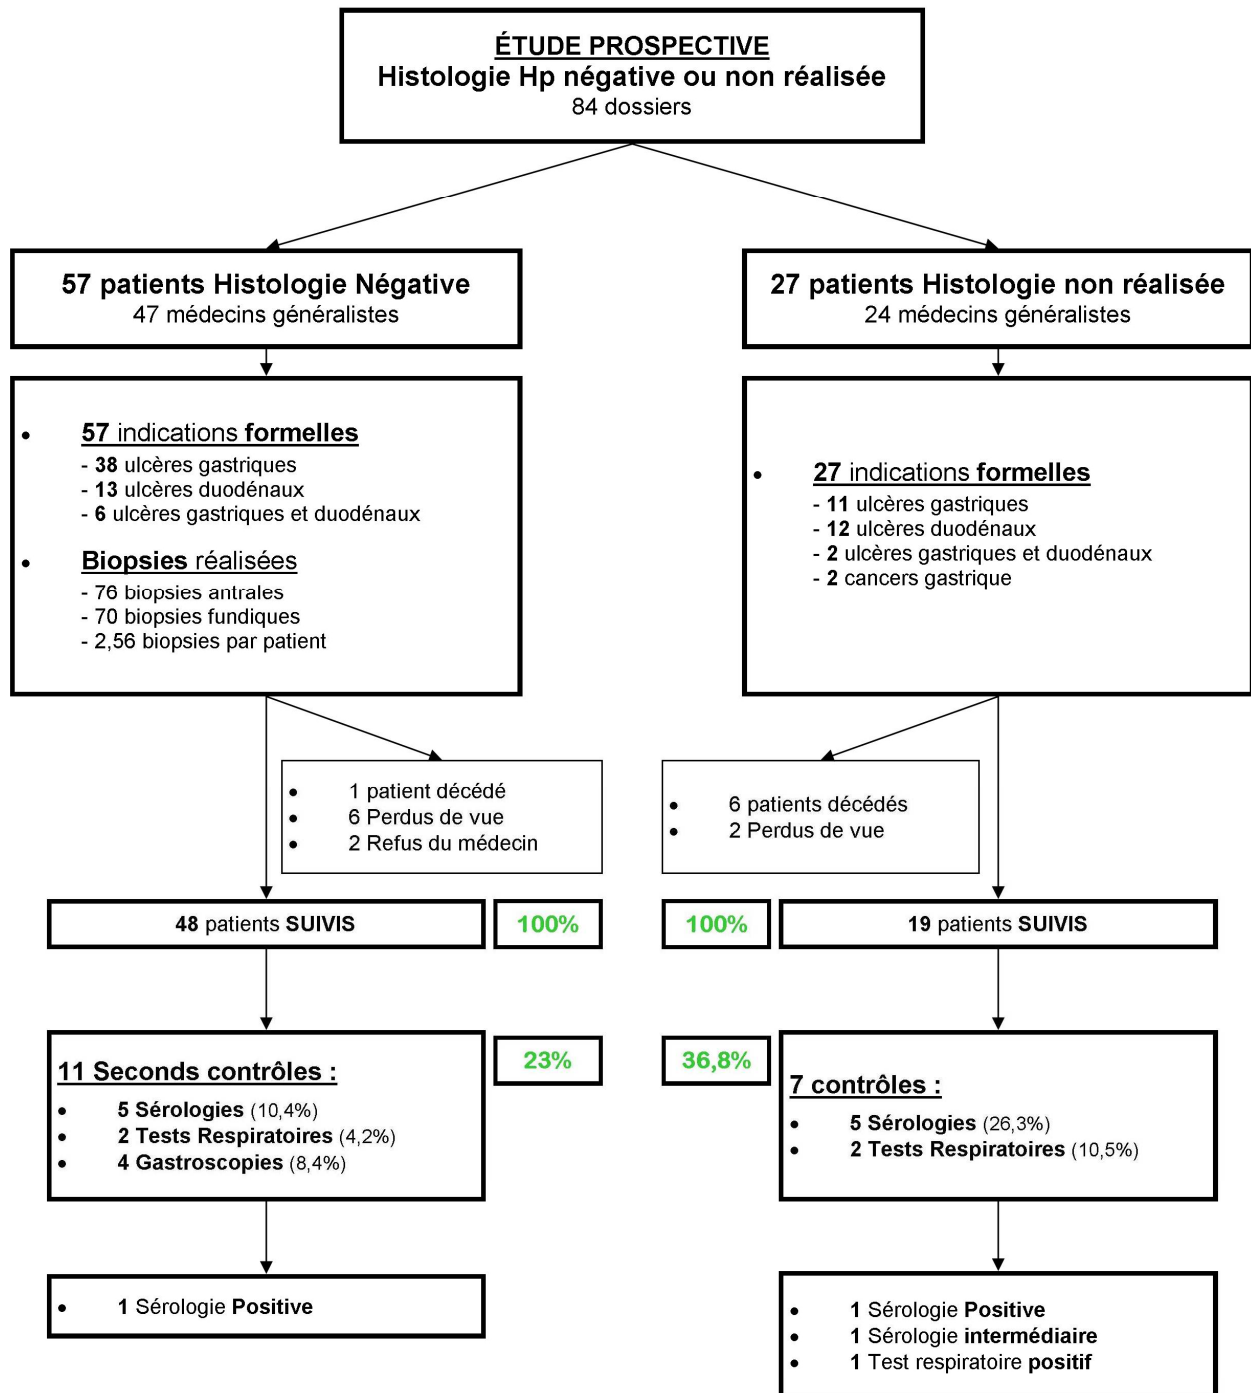 ÉTUDE PROSPECTIVE
Histologie Hp négative ou non réalisée
84 dossiers
57 patients Histologie Négative
47 médecins généralistes
27 patients Histologie non réalisée
24 médecins généralistes
• 57 indications formelles
- 38 ulcères gastriques
- 13 ulcères duodénaux
- 6 ulcères gastriques et duodénaux
• Biopsies réalisées
- 76 biopsies antrales
- 70 biopsies fundiques
- 2,56 biopsies par patient
• 27 indications formelles
- 11 ulcères gastriques
- 12 ulcères duodénaux
- 2 ulcères gastriques et duodénaux
- 2 cancers gastrique
• 1 patient décédé
• 6 Perdus de vue
• 2 Refus du médecin
• 6 patients décédés
• 2 Perdus de vue
48 patients SUIVIS
100%
100%
19 patients SUIVIS
11 Seconds contrôles :
• 5 Sérologies (10,4%)
• 2 Tests Respiratoires (4,2%)
• 4 Gastroscopies (8,4%)
23%
36,8%
7 contrôles :
• 5 Sérologies (26,3%)
• 2 Tests Respiratoires (10,5%)
• 1 Sérologie Positive
• 1 Sérologie Positive
• 1 Sérologie intermédiaire
• 1 Test respiratoire positif